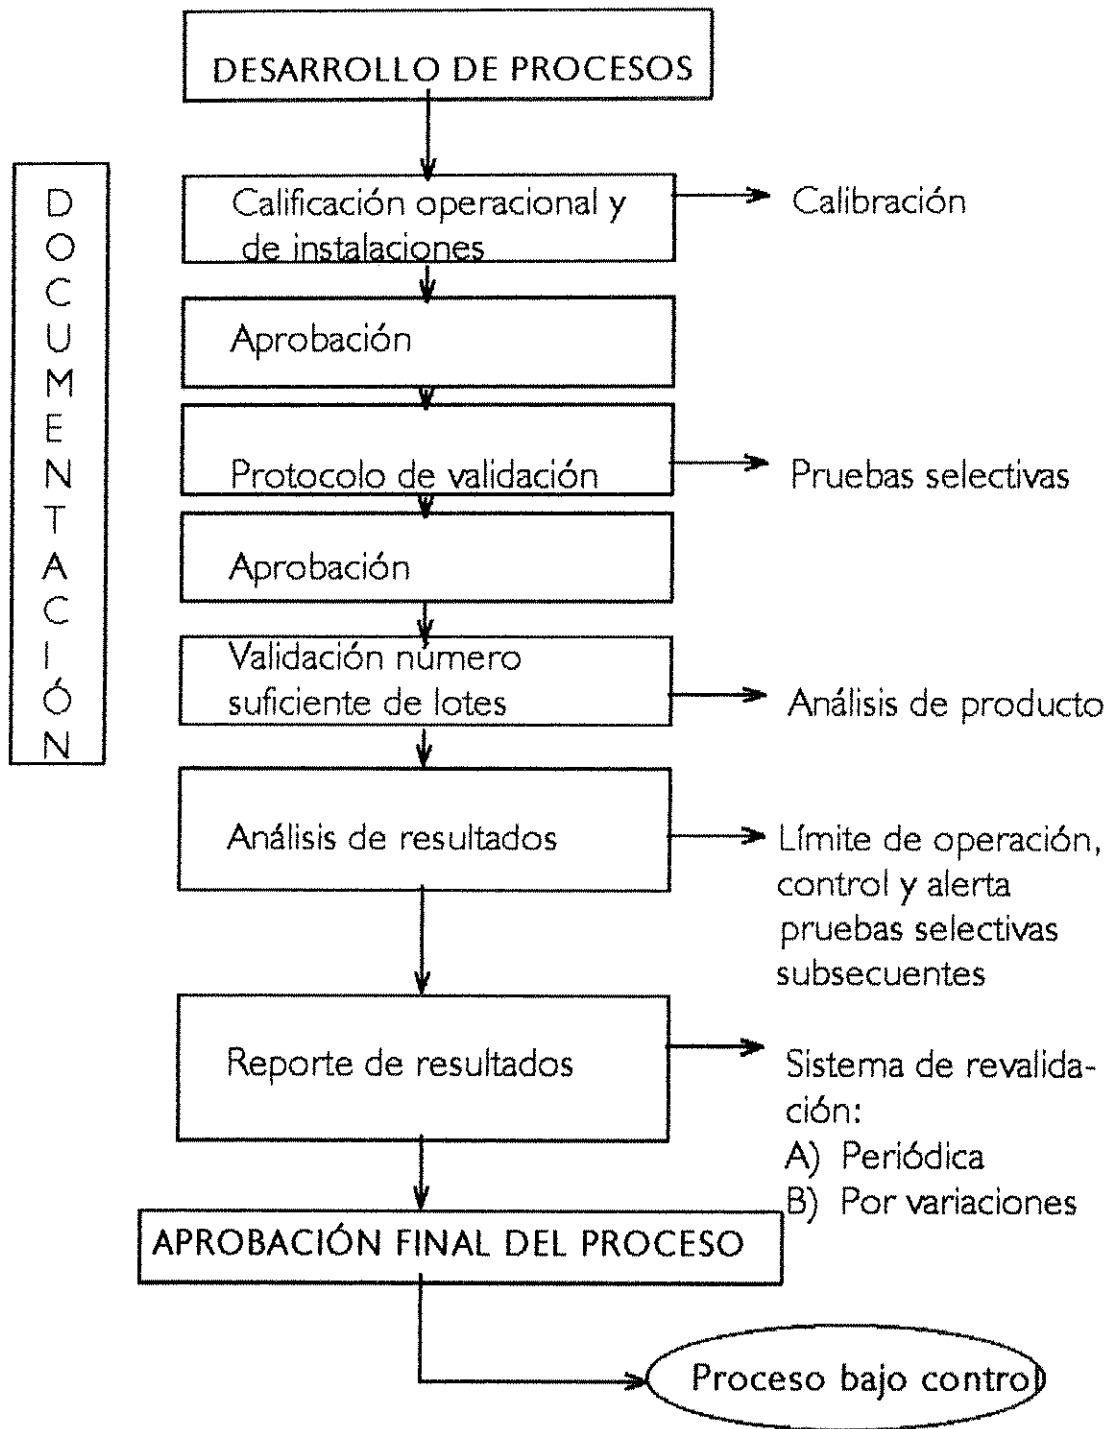 DESARROLLO DE PROCESOS
DOCUMENTACIÓN
Calificación operacional y
de instalaciones
Calibración
Aprobación
Protocolo de validación
Pruebas selectivas
Aprobación
Validación número
suficiente de lotes
Análisis de producto
Análisis de resultados
Límite de operación,
control y alerta
pruebas selectivas
subsecuentes
Reporte de resultados
Sistema de revalida-
ción:
A) Periódica
B) Por variaciones
APROBACIÓN FINAL DEL PROCESO
Proceso bajo control